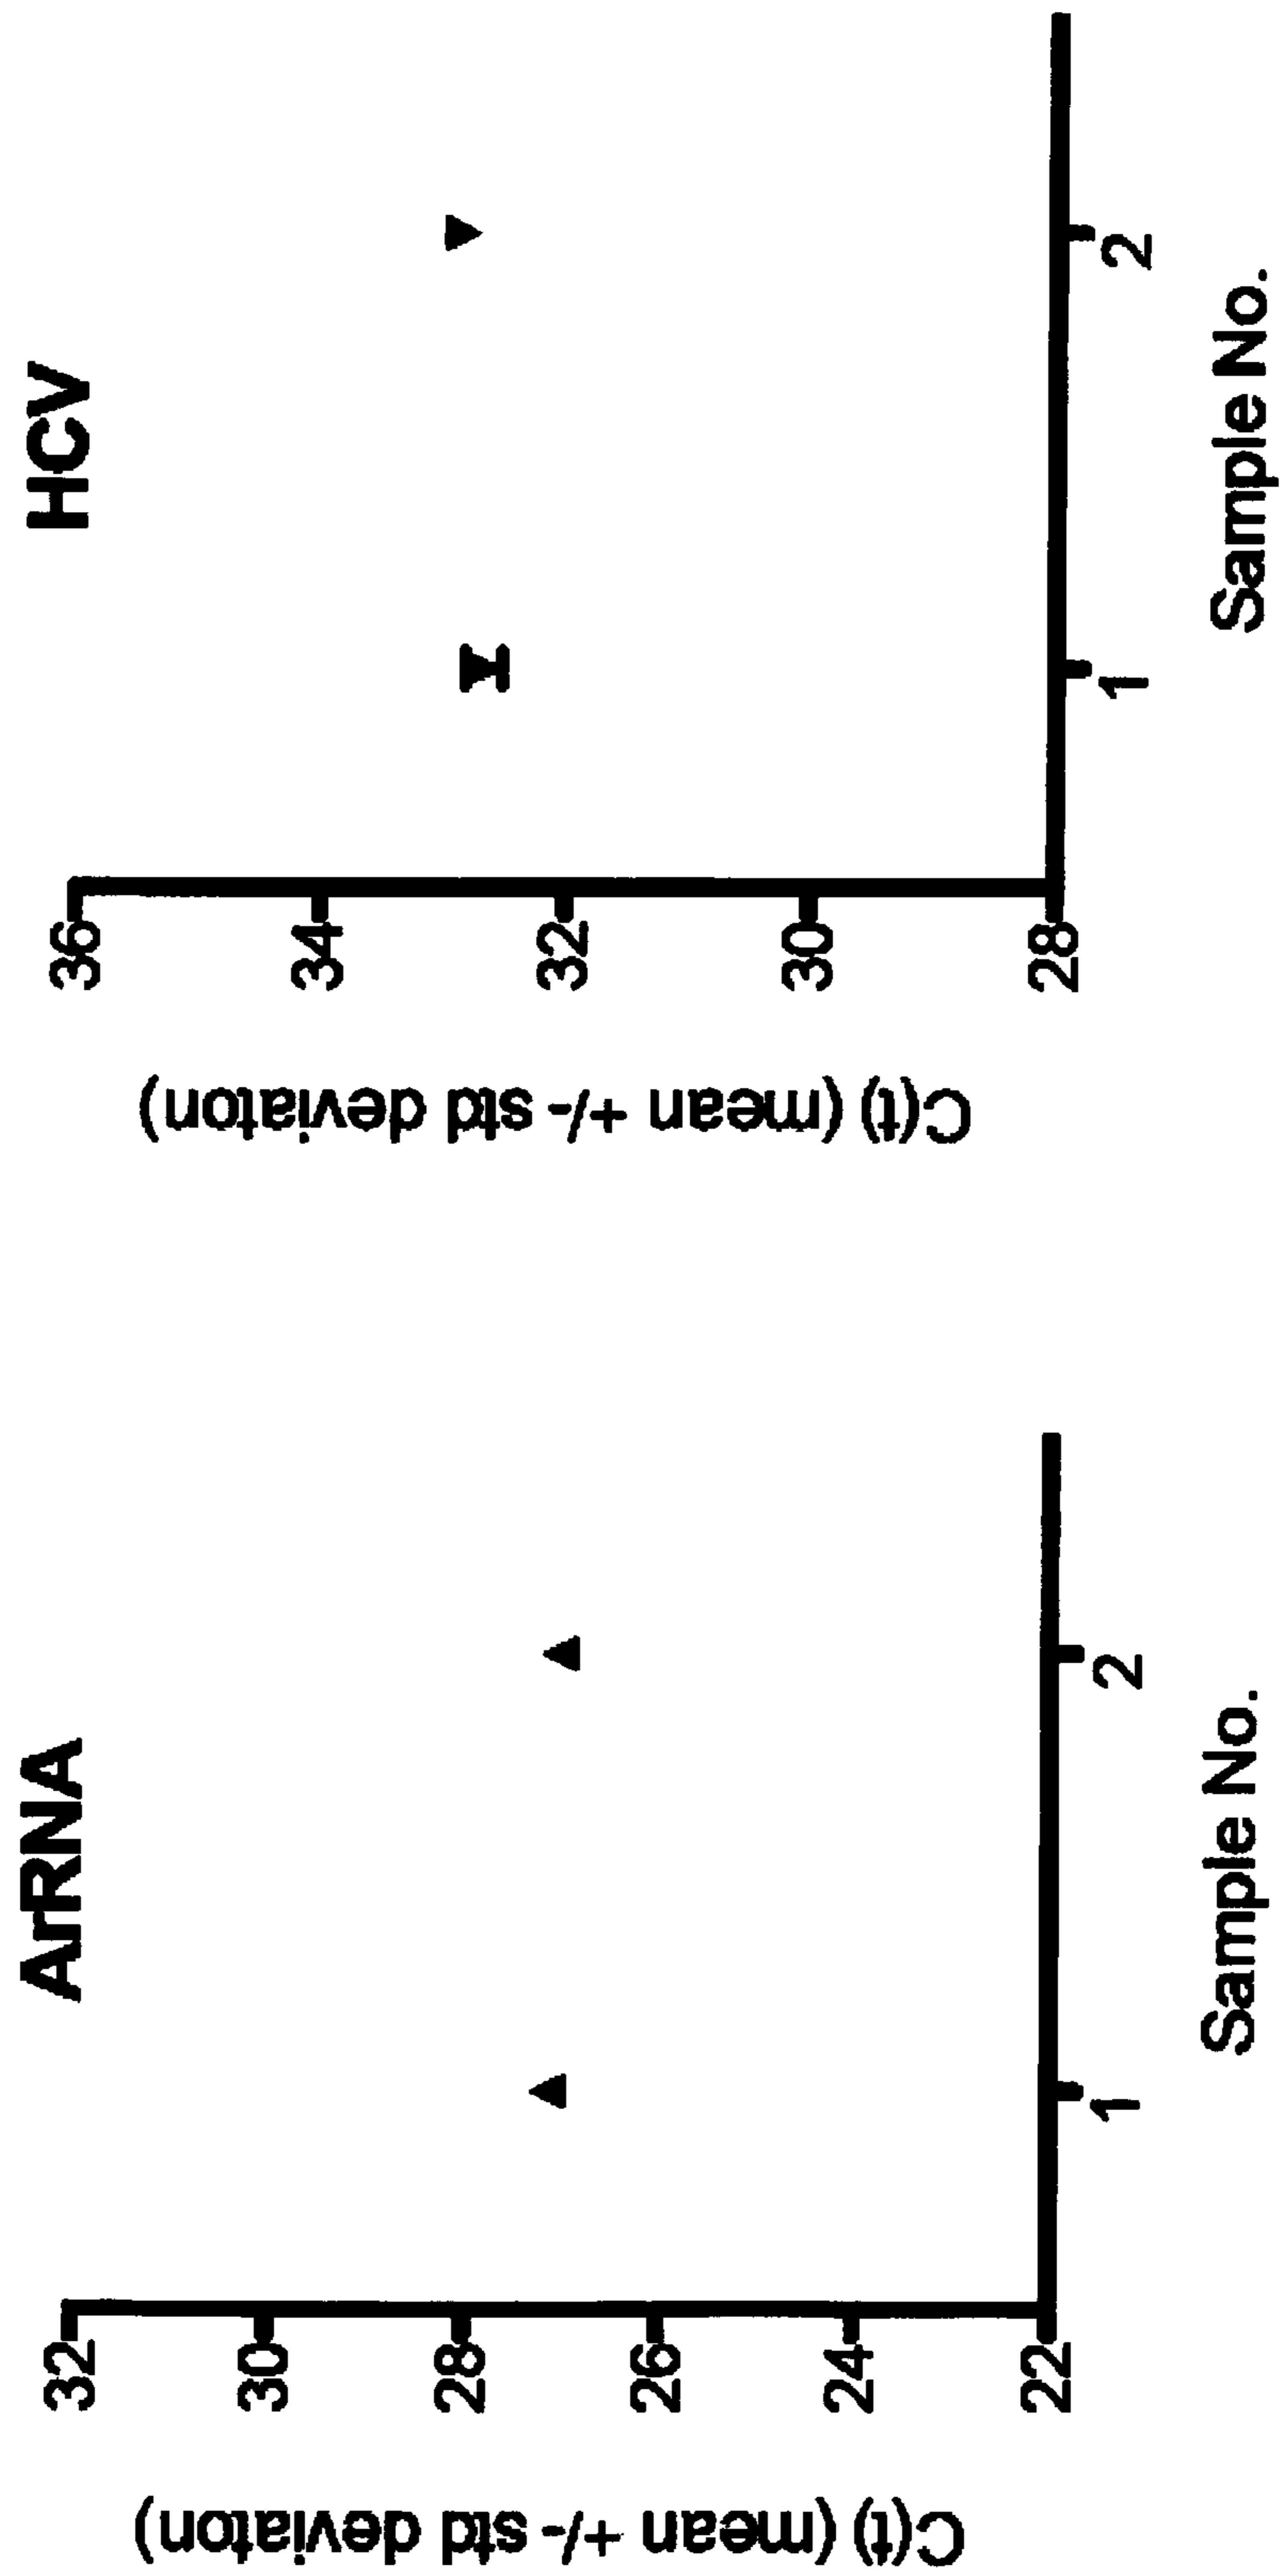 ArRNA
C(t) (mean +/- std deviaton)
32
30
28
26
24
22
1
2
Sample No.
HCV
C(t) (mean +/- std deviaton)
36
34
32
30
28
1
2
Sample No.